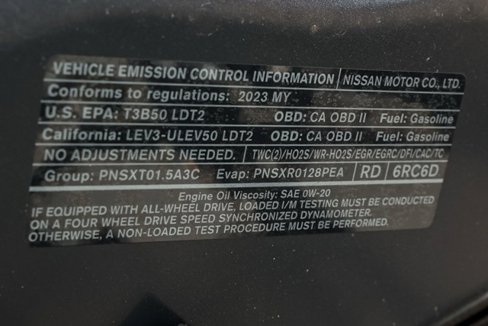 VEHICLE EMISSION CONTROL INFORMATION NISSAN MOTOR CO., LTD.
Conforms to regulations: 2023 MY
U.S. EPA: T3B50 LDT2 OBD: CA OBD II Fuel: Gasoline
California: LEV3-ULEV50 LDT2 OBD: CA OBD II Fuel: Gasoline
NO ADJUSTMENTS NEEDED. TWC(2)/HO2S/WR-HO2S/EGR/EGRC/DFI/CAC/TC
Group: PNSXT01.5A3C Evap: PNSXR0128PEA RD 6RC6D
Engine Oil Viscosity: SAE 0W-20
IF EQUIPPED WITH ALL-WHEEL DRIVE, LOADED I/M TESTING MUST BE CONDUCTED
ON A FOUR WHEEL DRIVE SPEED SYNCHRONIZED DYNAMOMETER.
OTHERWISE, A NON-LOADED TEST PROCEDURE MUST BE PERFORMED.